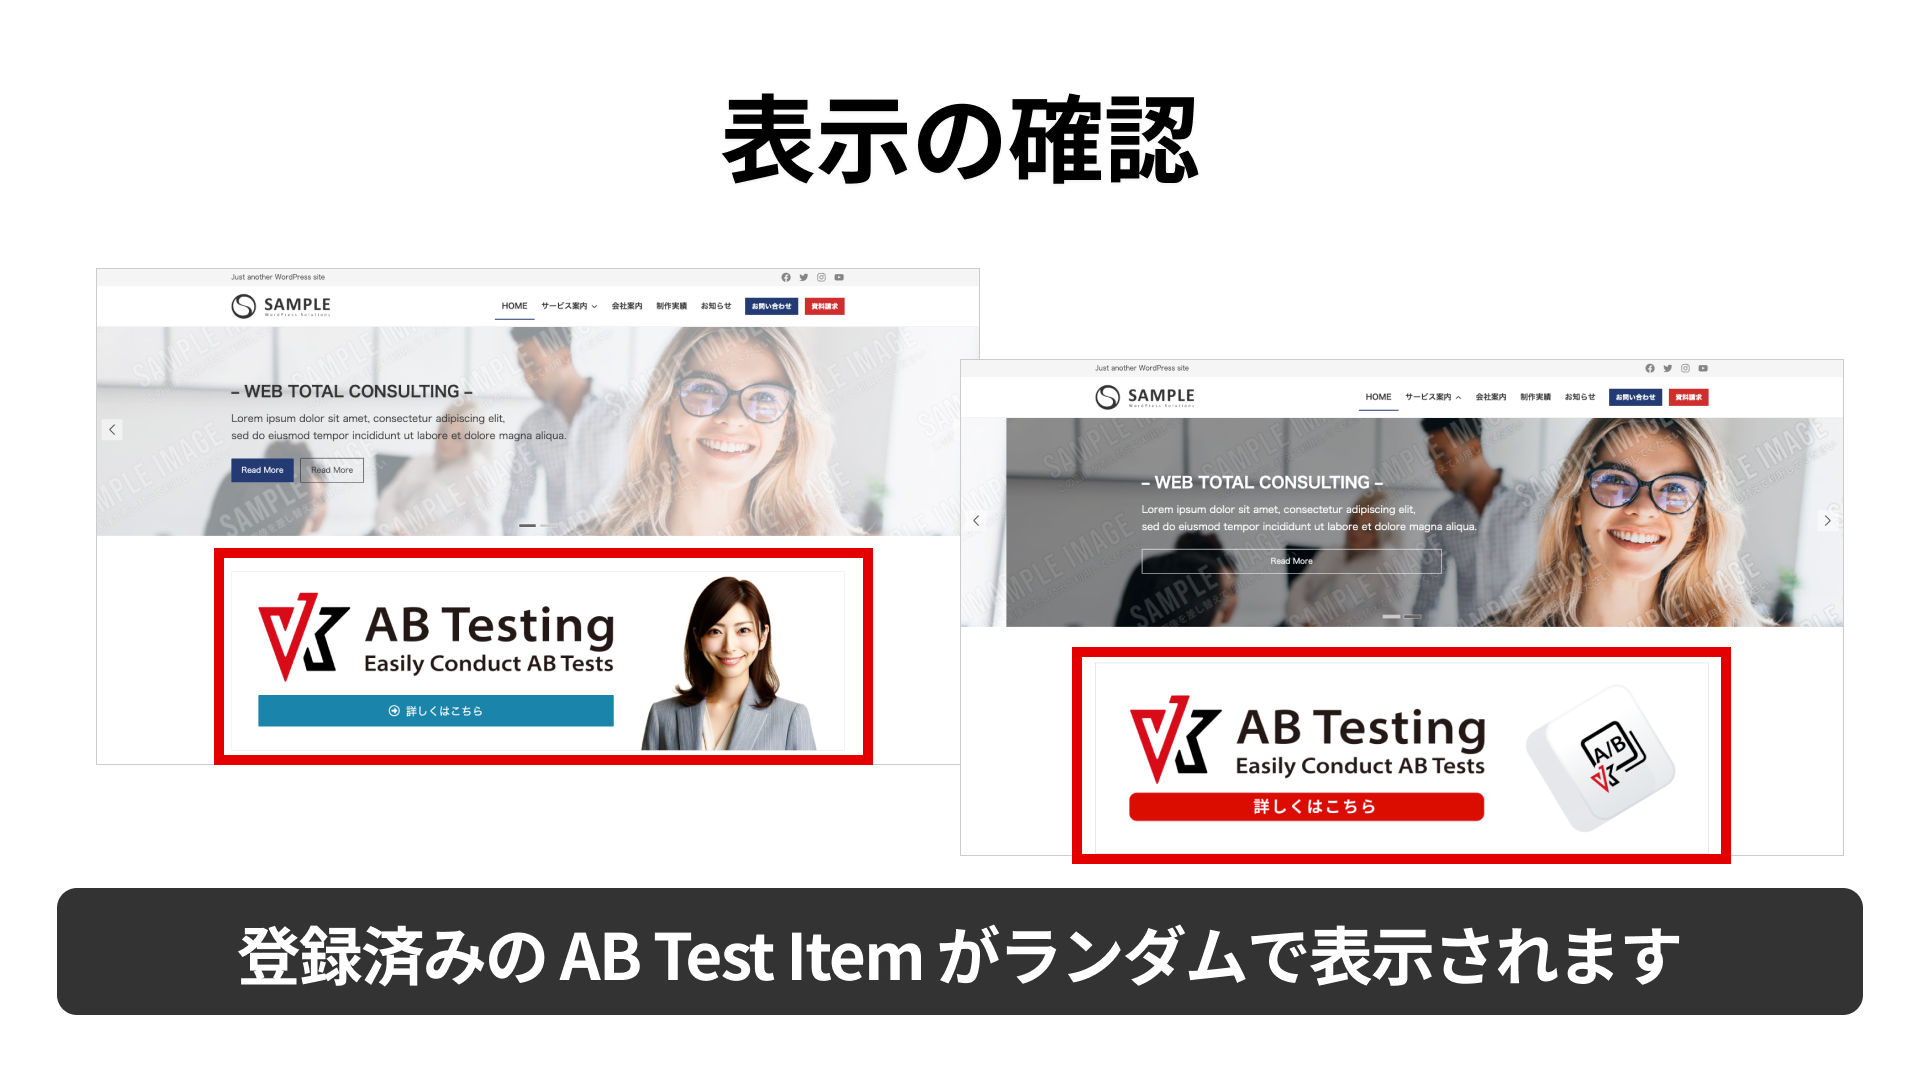 表示の確認
Just another WordPress site
SAMPLE
WordPress Solutions
HOME サービス案内 会社案内 制作実績 お知らせ お問い合わせ 資料請求
– WEB TOTAL CONSULTING –
Lorem ipsum dolor sit amet, consectetur adipiscing elit,
sed do eiusmod tempor incididunt ut labore et dolore magna aliqua.
Read More Read More
SAMPLE IMAGE
AB Testing
Easily Conduct AB Tests
詳しくはこちら
Just another WordPress site
SAMPLE
WordPress Solutions
HOME サービス案内 会社案内 制作実績 お知らせ お問い合わせ 資料請求
– WEB TOTAL CONSULTING –
Lorem ipsum dolor sit amet, consectetur adipiscing elit,
sed do eiusmod tempor incididunt ut labore et dolore magna aliqua.
Read More
SAMPLE IMAGE
AB Testing
Easily Conduct AB Tests
詳しくはこちら
A/B
登録済みの AB Test Item がランダムで表示されます